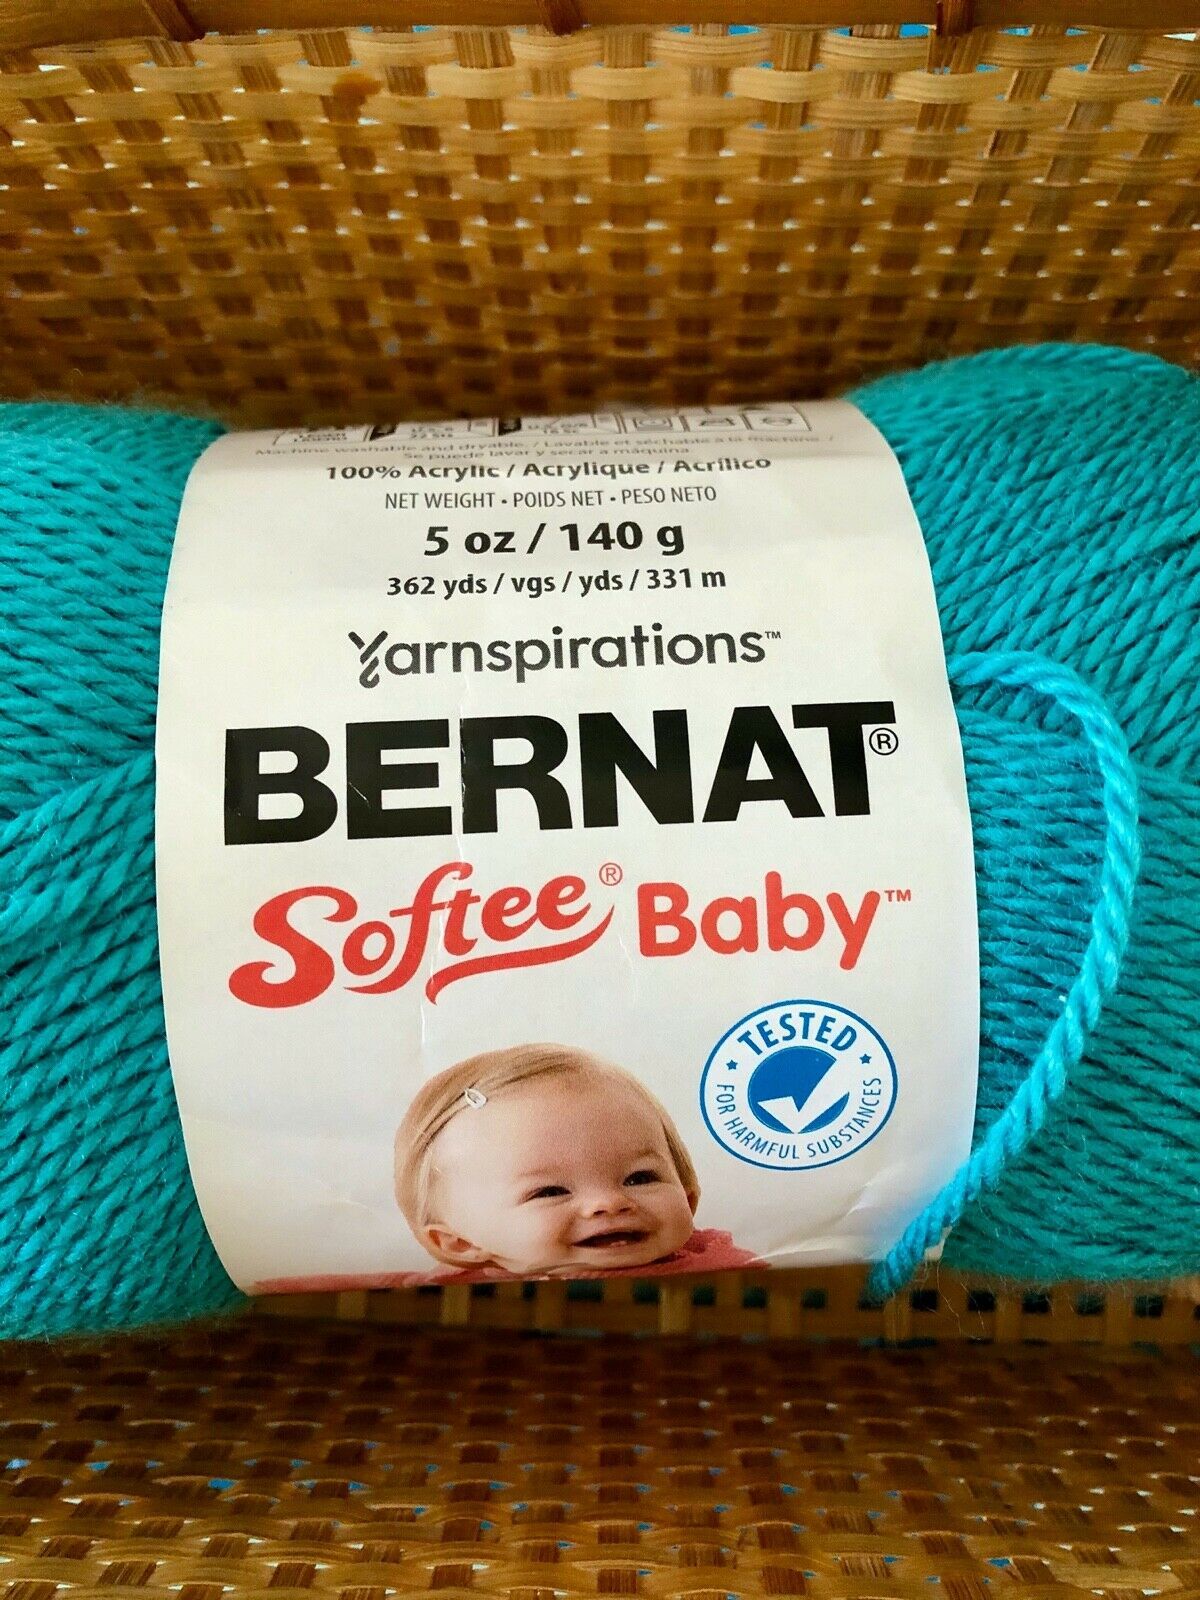 Machine washable and dryable. / Lavable et séchable à la machine. /
Se puede lavar y secar a máquina.
100% Acrylic / Acrylique / Acrílico
NET WEIGHT • POIDS NET • PESO NETO
5 oz / 140 g
362 yds / vgs / yds / 331 m
Yarnspirations™
BERNAT®
Softee® Baby™
TESTED
FOR HARMFUL SUBSTANCES